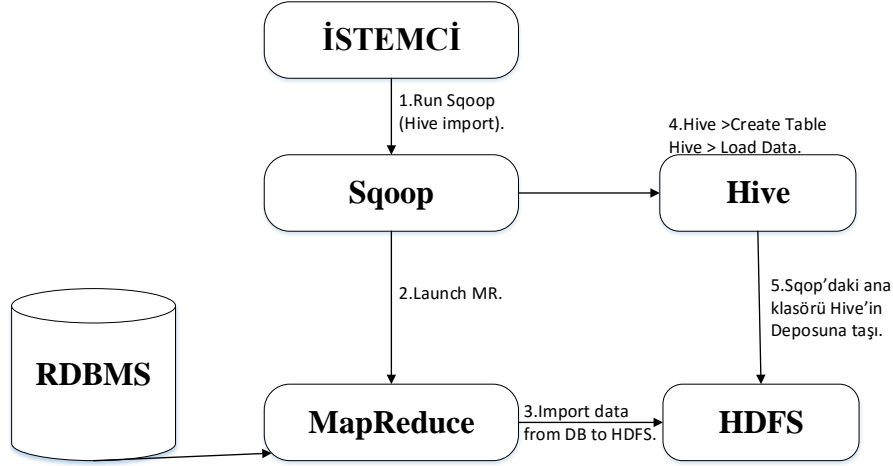 İSTEMCİ
1.Run Sqoop
(Hive import).
4.Hive >Create Table
Hive > Load Data.
Sqoop
Hive
2.Launch MR.
5.Sqop’daki ana
klasörü Hive’in
Deposuna taşı.
RDBMS
MapReduce
3.Import data
from DB to HDFS.
HDFS